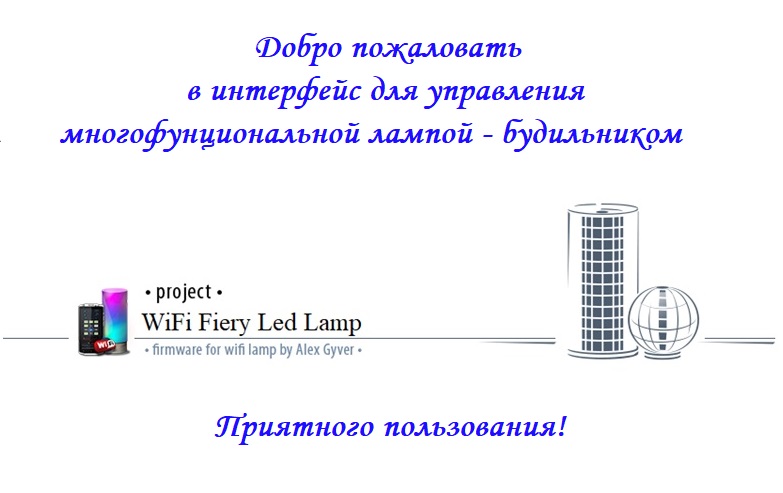 Добро пожаловать
в интерфейс для управления
многофунциональной лампой - будильником
• project •
WiFi Fiery Led Lamp
WiFi
• firmware for wifi lamp by Alex Gyver •
Приятного пользования!